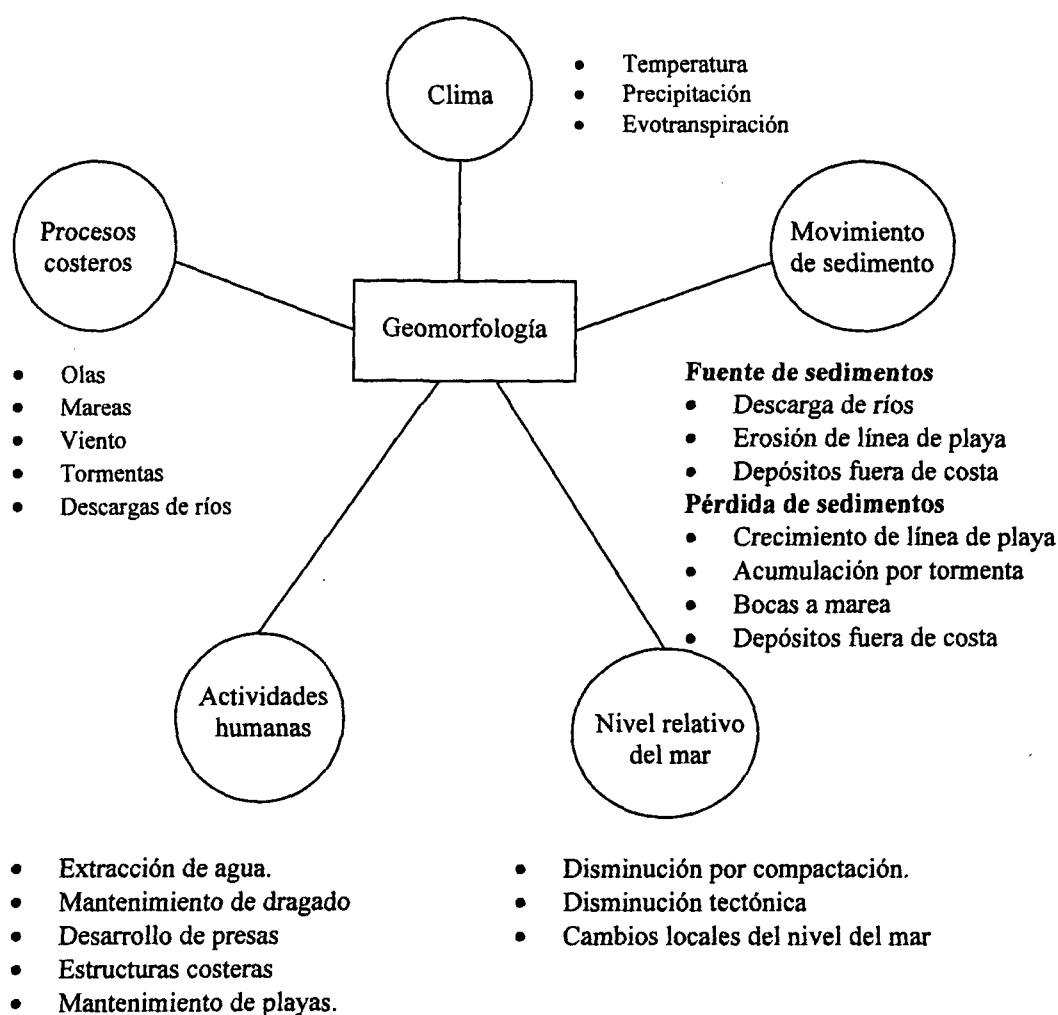 Clima
• Temperatura
• Precipitación
• Evotranspiración
Procesos
costeros
• Olas
• Mareas
• Viento
• Tormentas
• Descargas de ríos
Geomorfología
Movimiento
de sedimento
Fuente de sedimentos
• Descarga de ríos
• Erosión de línea de playa
• Depósitos fuera de costa
Pérdida de sedimentos
• Crecimiento de línea de playa
• Acumulación por tormenta
• Bocas a marea
• Depósitos fuera de costa
Actividades
humanas
• Extracción de agua.
• Mantenimiento de dragado
• Desarrollo de presas
• Estructuras costeras
• Mantenimiento de playas.
Nivel relativo
del mar
• Disminución por compactación.
• Disminución tectónica
• Cambios locales del nivel del mar